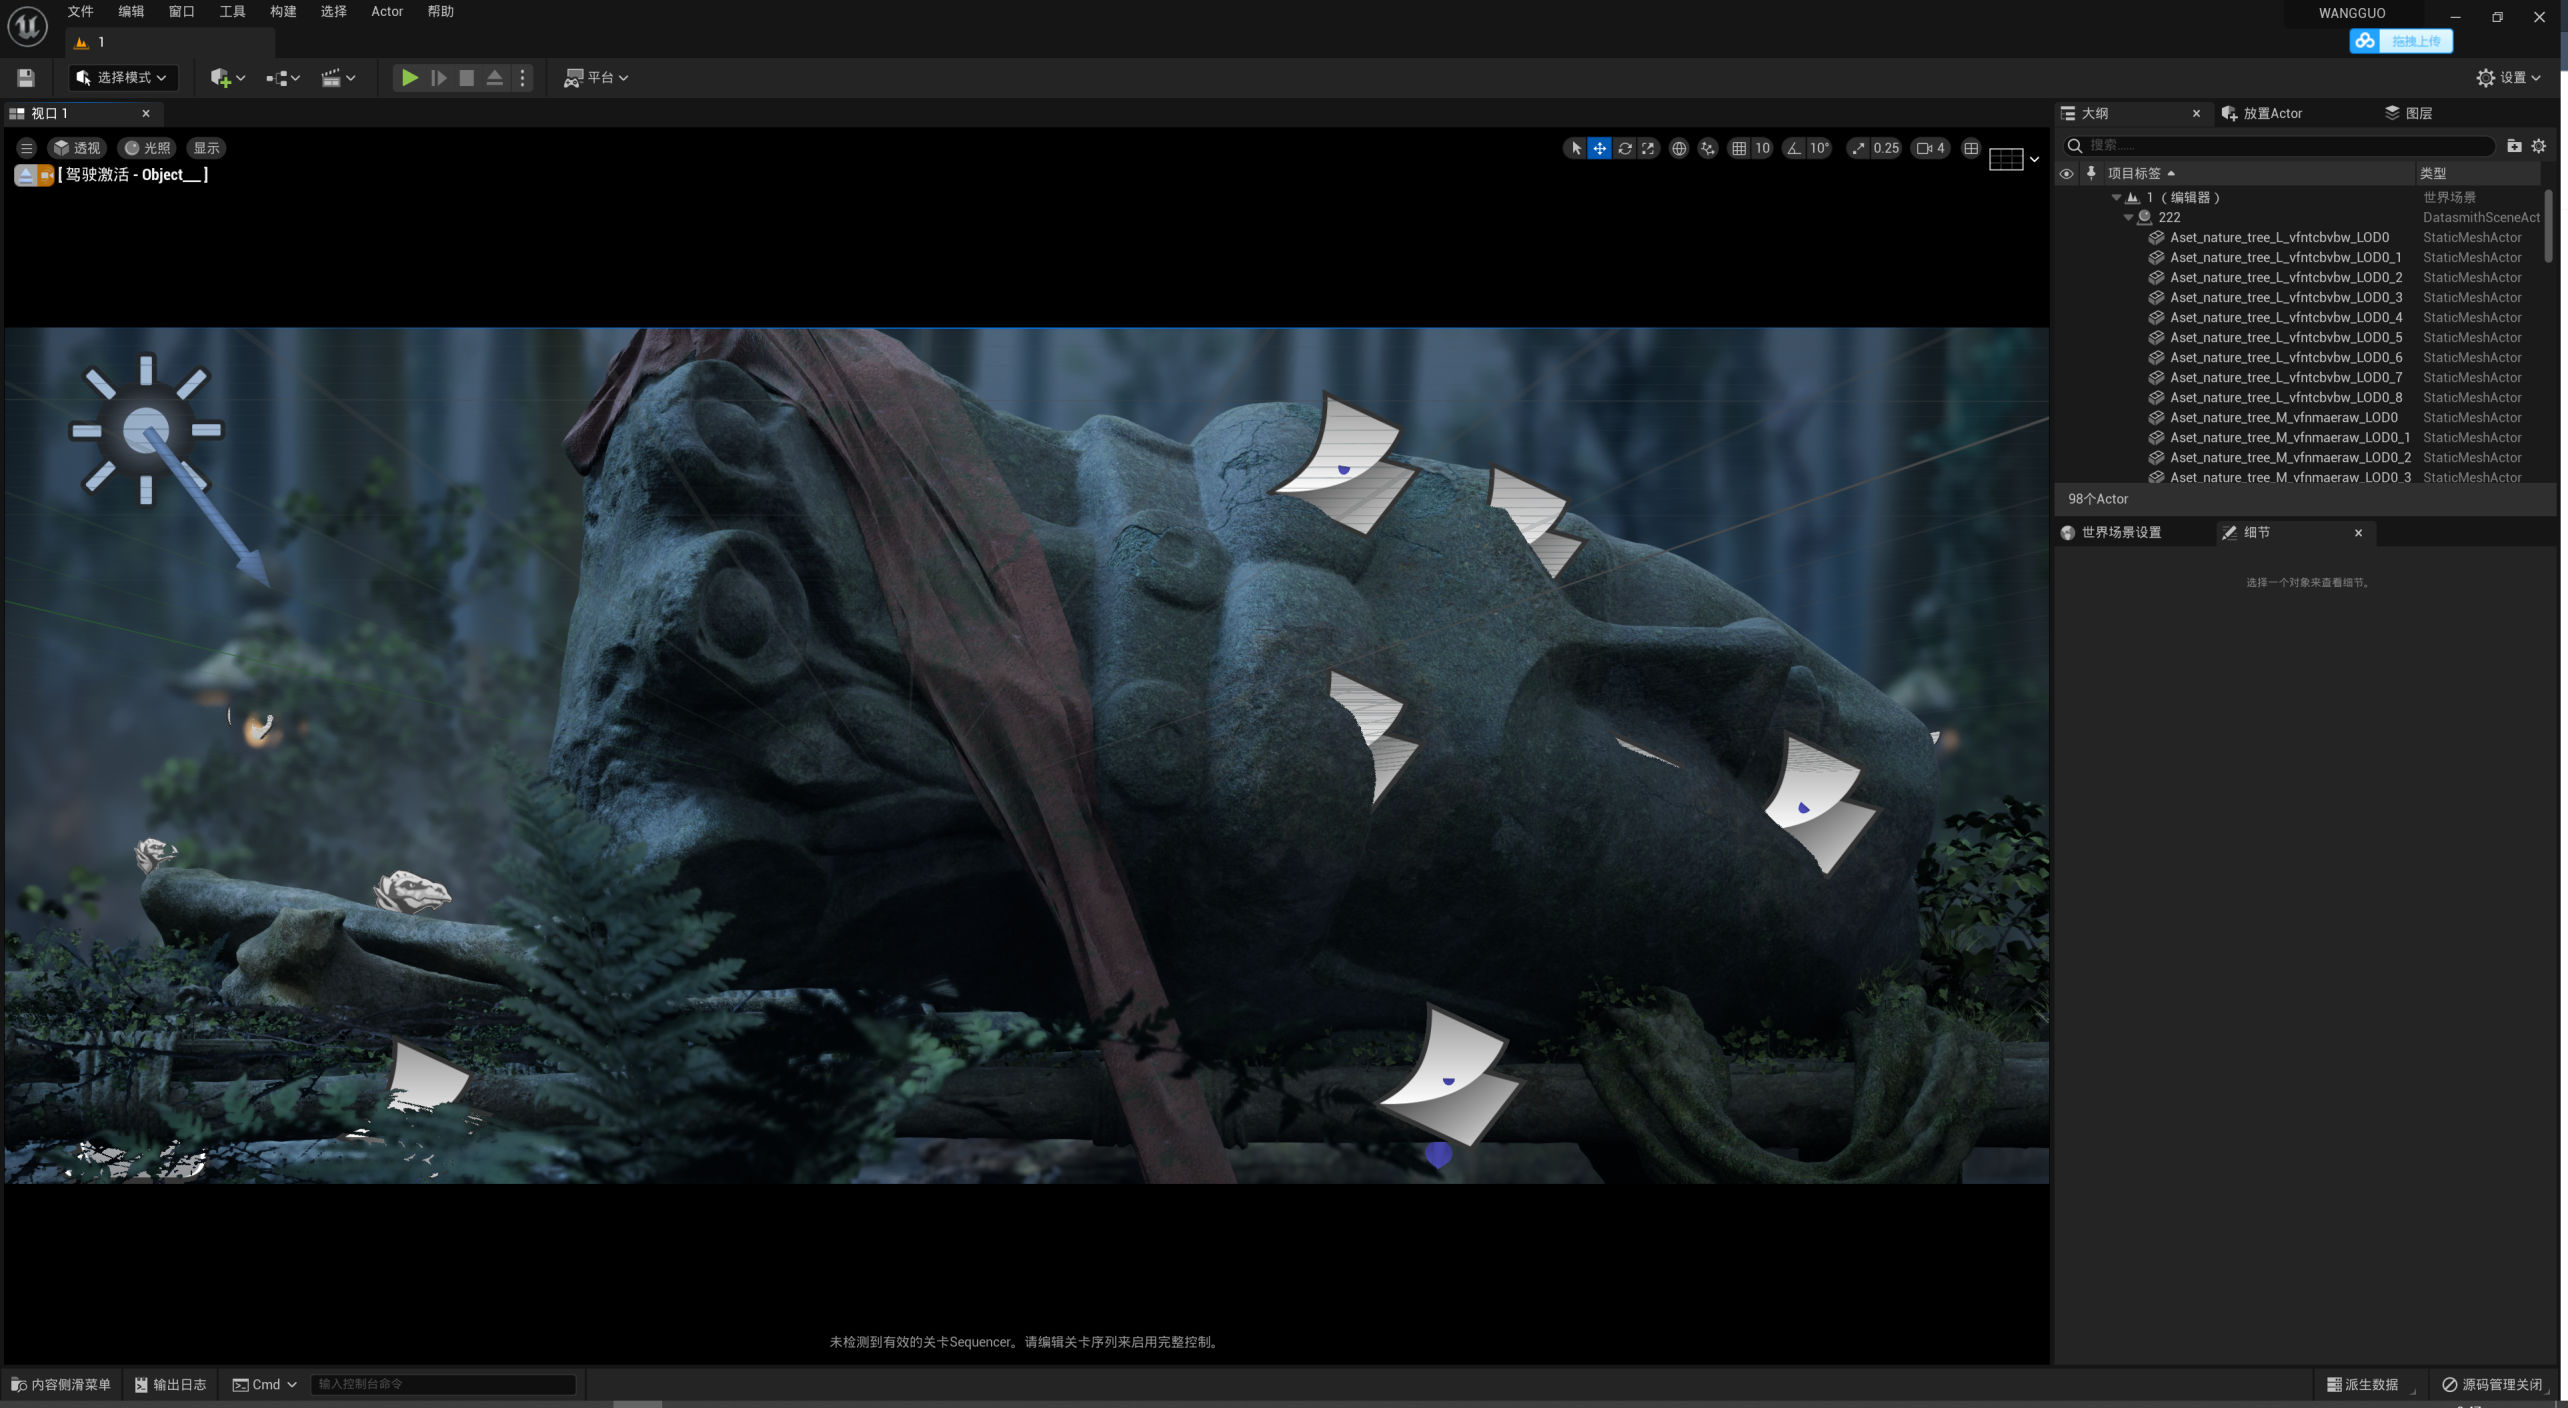 文件 编辑 窗口 工具 构建 选择 Actor 帮助
WANGGUO
1
拖拽上传
选择模式
平台
设置
视口 1
大纲
放置Actor
图层
透视 光照 显示
10 10° 0.25 4
搜索......
[ 驾驶激活 - Object__ ]
项目标签 类型
1 （编辑器） 世界场景
222 DatasmithSceneAct
Aset_nature_tree_L_vfntcbvbw_LOD0 StaticMeshActor
Aset_nature_tree_L_vfntcbvbw_LOD0_1 StaticMeshActor
Aset_nature_tree_L_vfntcbvbw_LOD0_2 StaticMeshActor
Aset_nature_tree_L_vfntcbvbw_LOD0_3 StaticMeshActor
Aset_nature_tree_L_vfntcbvbw_LOD0_4 StaticMeshActor
Aset_nature_tree_L_vfntcbvbw_LOD0_5 StaticMeshActor
Aset_nature_tree_L_vfntcbvbw_LOD0_6 StaticMeshActor
Aset_nature_tree_L_vfntcbvbw_LOD0_7 StaticMeshActor
Aset_nature_tree_L_vfntcbvbw_LOD0_8 StaticMeshActor
Aset_nature_tree_M_vfnmaeraw_LOD0 StaticMeshActor
Aset_nature_tree_M_vfnmaeraw_LOD0_1 StaticMeshActor
Aset_nature_tree_M_vfnmaeraw_LOD0_2 StaticMeshActor
Aset_nature_tree_M_vfnmaeraw_LOD0_3 StaticMeshActor
98个Actor
世界场景设置 细节
选择一个对象来查看细节。
未检测到有效的关卡Sequencer。请编辑关卡序列来启用完整控制。
内容侧滑菜单 输出日志 Cmd 输入控制台命令
派生数据 源码管理关闭